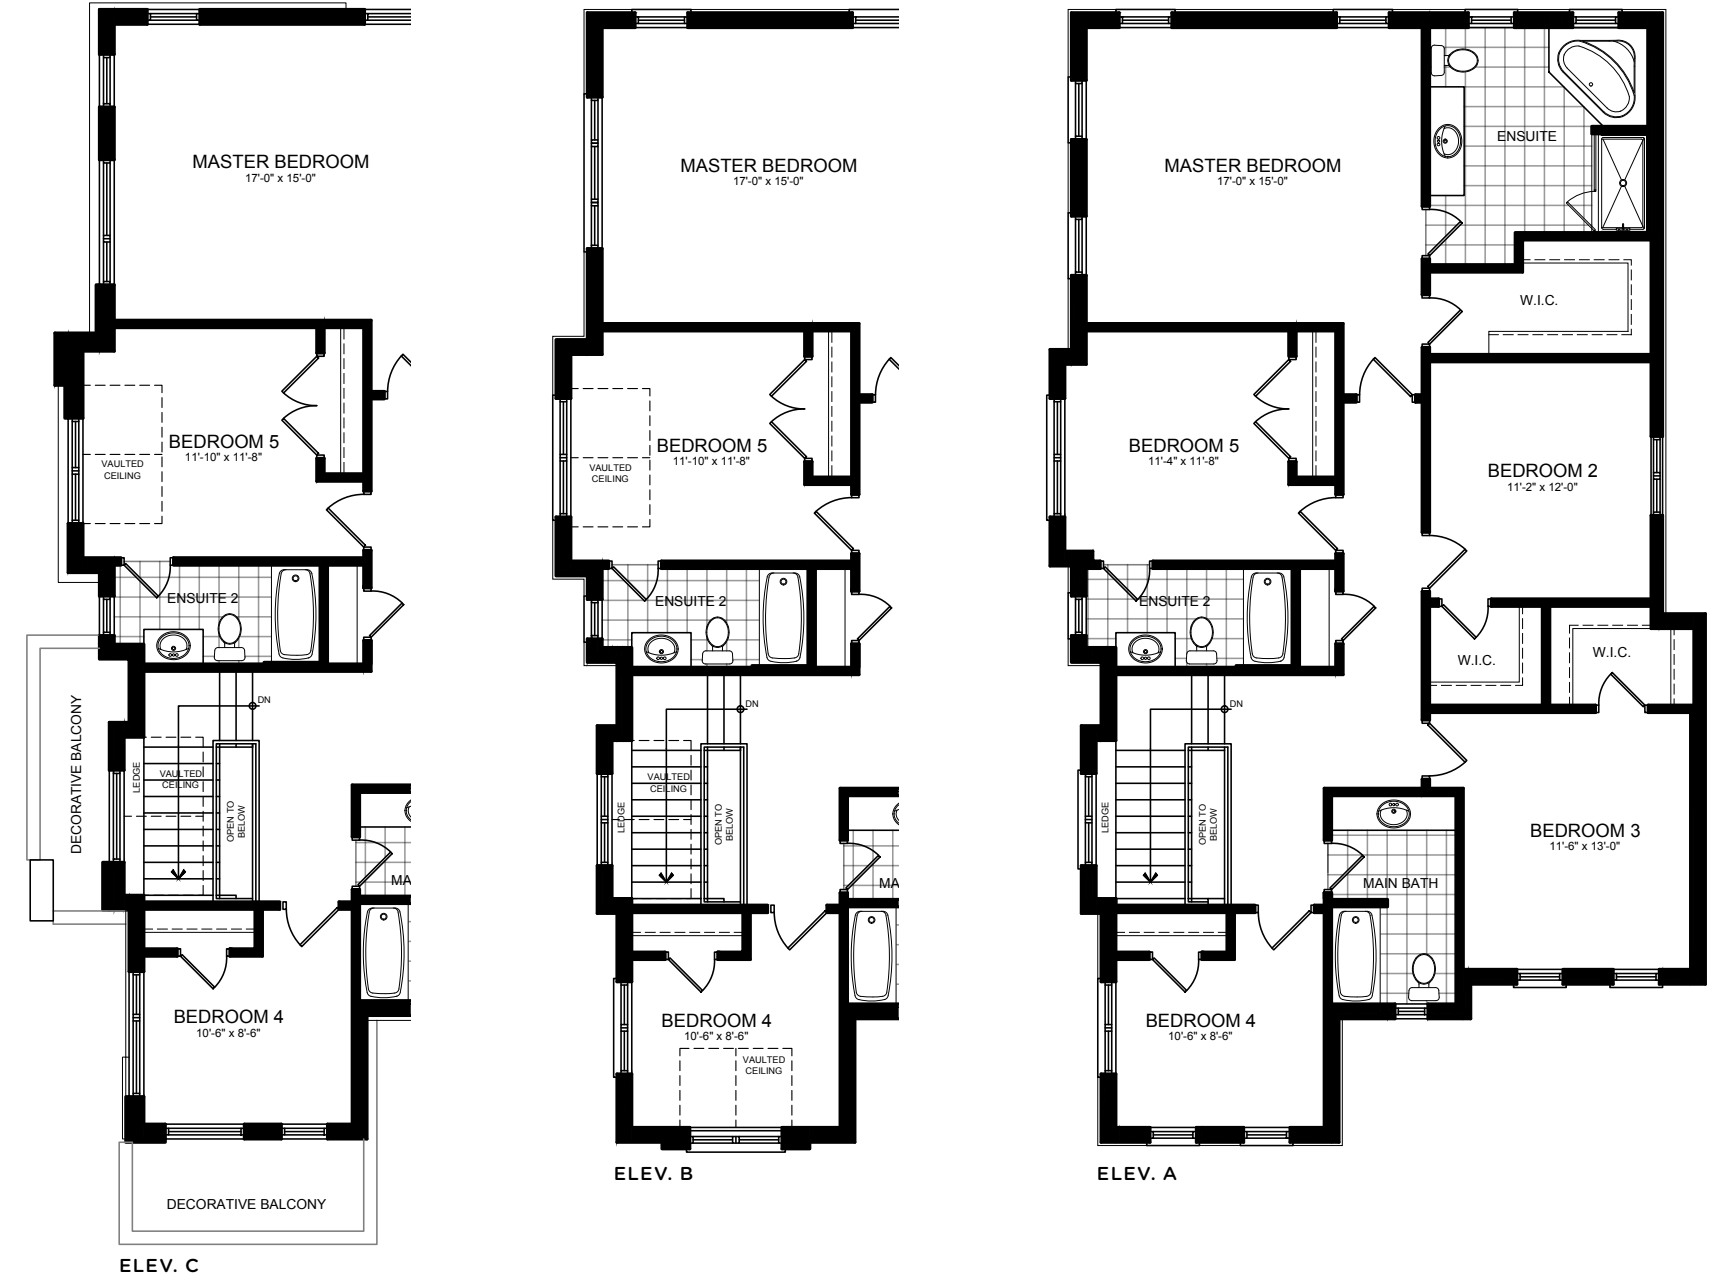 MASTER BEDROOM
17'-0" x 15'-0"
BEDROOM 5
11'-10" x 11'-8"
VAULTED
CEILING
ENSUITE 2
DN
DECORATIVE BALCONY
LEDGE
VAULTED
CEILING
OPEN TO
BELOW
MA
BEDROOM 4
10'-6" x 8'-6"
DECORATIVE BALCONY
ELEV. C
MASTER BEDROOM
17'-0" x 15'-0"
BEDROOM 5
11'-10" x 11'-8"
VAULTED
CEILING
ENSUITE 2
DN
LEDGE
VAULTED
CEILING
OPEN TO
BELOW
MA
BEDROOM 4
10'-6" x 8'-6"
VAULTED
CEILING
ELEV. B
MASTER BEDROOM
17'-0" x 15'-0"
ENSUITE
W.I.C.
BEDROOM 5
11'-4" x 11'-8"
BEDROOM 2
11'-2" x 12'-0"
ENSUITE 2
W.I.C.
W.I.C.
DN
LEDGE
OPEN TO
BELOW
BEDROOM 3
11'-6" x 13'-0"
MAIN BATH
BEDROOM 4
10'-6" x 8'-6"
ELEV. A